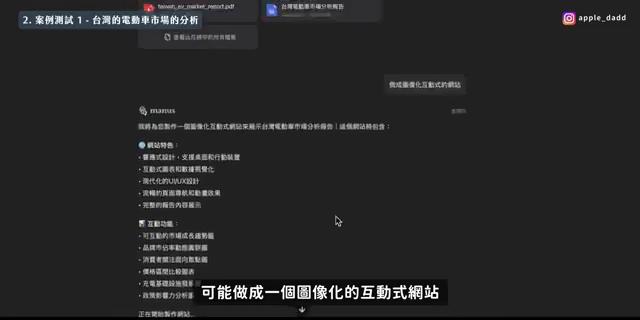 2. 案例測試 1 - 台灣的電動車市場的分析
apple_dadd
taiwan_ev_market_report.pdf
台灣電動車市場分析報告
查看此任務中的所有檔案
做成圖像化互動式的網站
manus
我將為您製作一個圖像化互動式網站來展示台灣電動車市場分析報告！這個網站將包含：
網站特色：
• 響應式設計，支援桌面和行動裝置
• 互動式圖表和數據視覺化
• 現代化的UI/UX設計
• 流暢的頁面導航和動畫效果
• 完整的報告內容展示
互動功能：
• 可互動的市場成長趨勢圖
• 品牌市佔率動態圓餅圖
• 消費者關注面向散點圖
• 價格區間比較圖表
• 充電基礎設施發展
• 政策影響力分析圖
可能做成一個圖像化的互動式網站
正在開始製作網站...